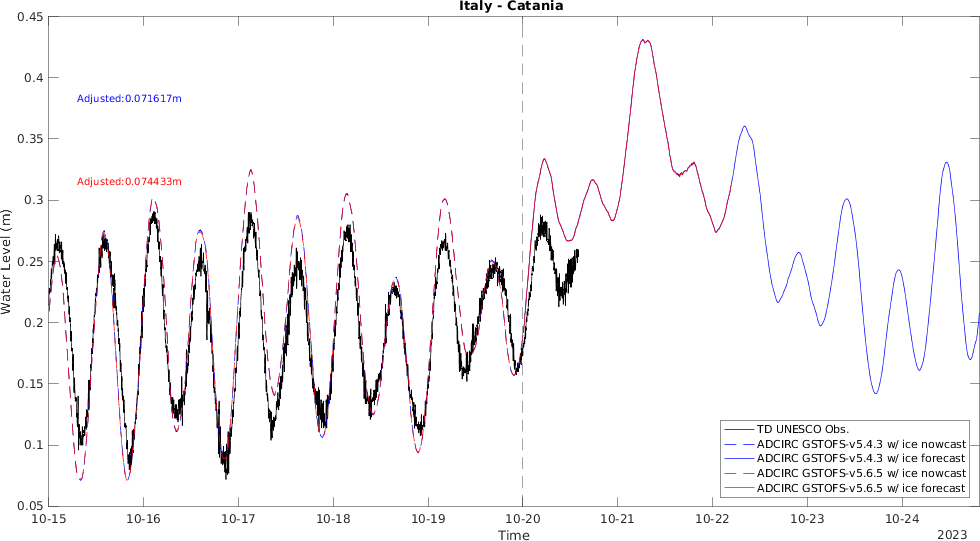 Italy - Catania
0.45
0.4
0.35
0.3
0.25
0.2
0.15
0.1
0.05
Water Level (m)
Adjusted:0.071617m
Adjusted:0.074433m
TD UNESCO Obs.
ADCIRC GSTOFS-v5.4.3 w/ ice nowcast
ADCIRC GSTOFS-v5.4.3 w/ ice forecast
ADCIRC GSTOFS-v5.6.5 w/ ice nowcast
ADCIRC GSTOFS-v5.6.5 w/ ice forecast
10-15 10-16 10-17 10-18 10-19 10-20 10-21 10-22 10-23 10-24
Time
2023